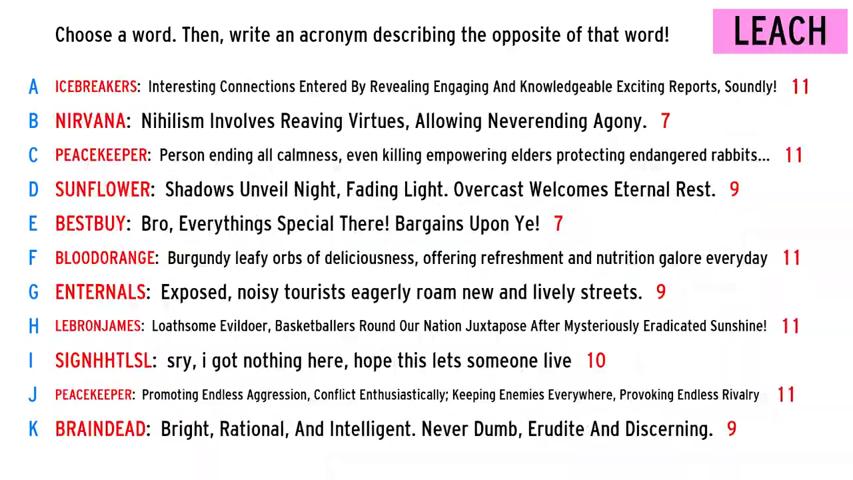 Choose a word. Then, write an acronym describing the opposite of that word!
LEACH
A ICEBREAKERS: Interesting Connections Entered By Revealing Engaging And Knowledgeable Exciting Reports, Soundly! 11
B NIRVANA: Nihilism Involves Reaving Virtues, Allowing Neverending Agony. 7
C PEACEKEEPER: Person ending all calmness, even killing empowering elders protecting endangered rabbits... 11
D SUNFLOWER: Shadows Unveil Night, Fading Light. Overcast Welcomes Eternal Rest. 9
E BESTBUY: Bro, Everythings Special There! Bargains Upon Ye! 7
F BLOODORANGE: Burgundy leafy orbs of deliciousness, offering refreshment and nutrition galore everyday 11
G ENTERNALS: Exposed, noisy tourists eagerly roam new and lively streets. 9
H LEBRONJAMES: Loathsome Evildoer, Basketballers Round Our Nation Juxtapose After Mysteriously Eradicated Sunshine! 11
I SIGNHHTLSL: sry, i got nothing here, hope this lets someone live 10
J PEACEKEEPER: Promoting Endless Aggression, Conflict Enthusiastically; Keeping Enemies Everywhere, Provoking Endless Rivalry 11
K BRAINDEAD: Bright, Rational, And Intelligent. Never Dumb, Erudite And Discerning. 9